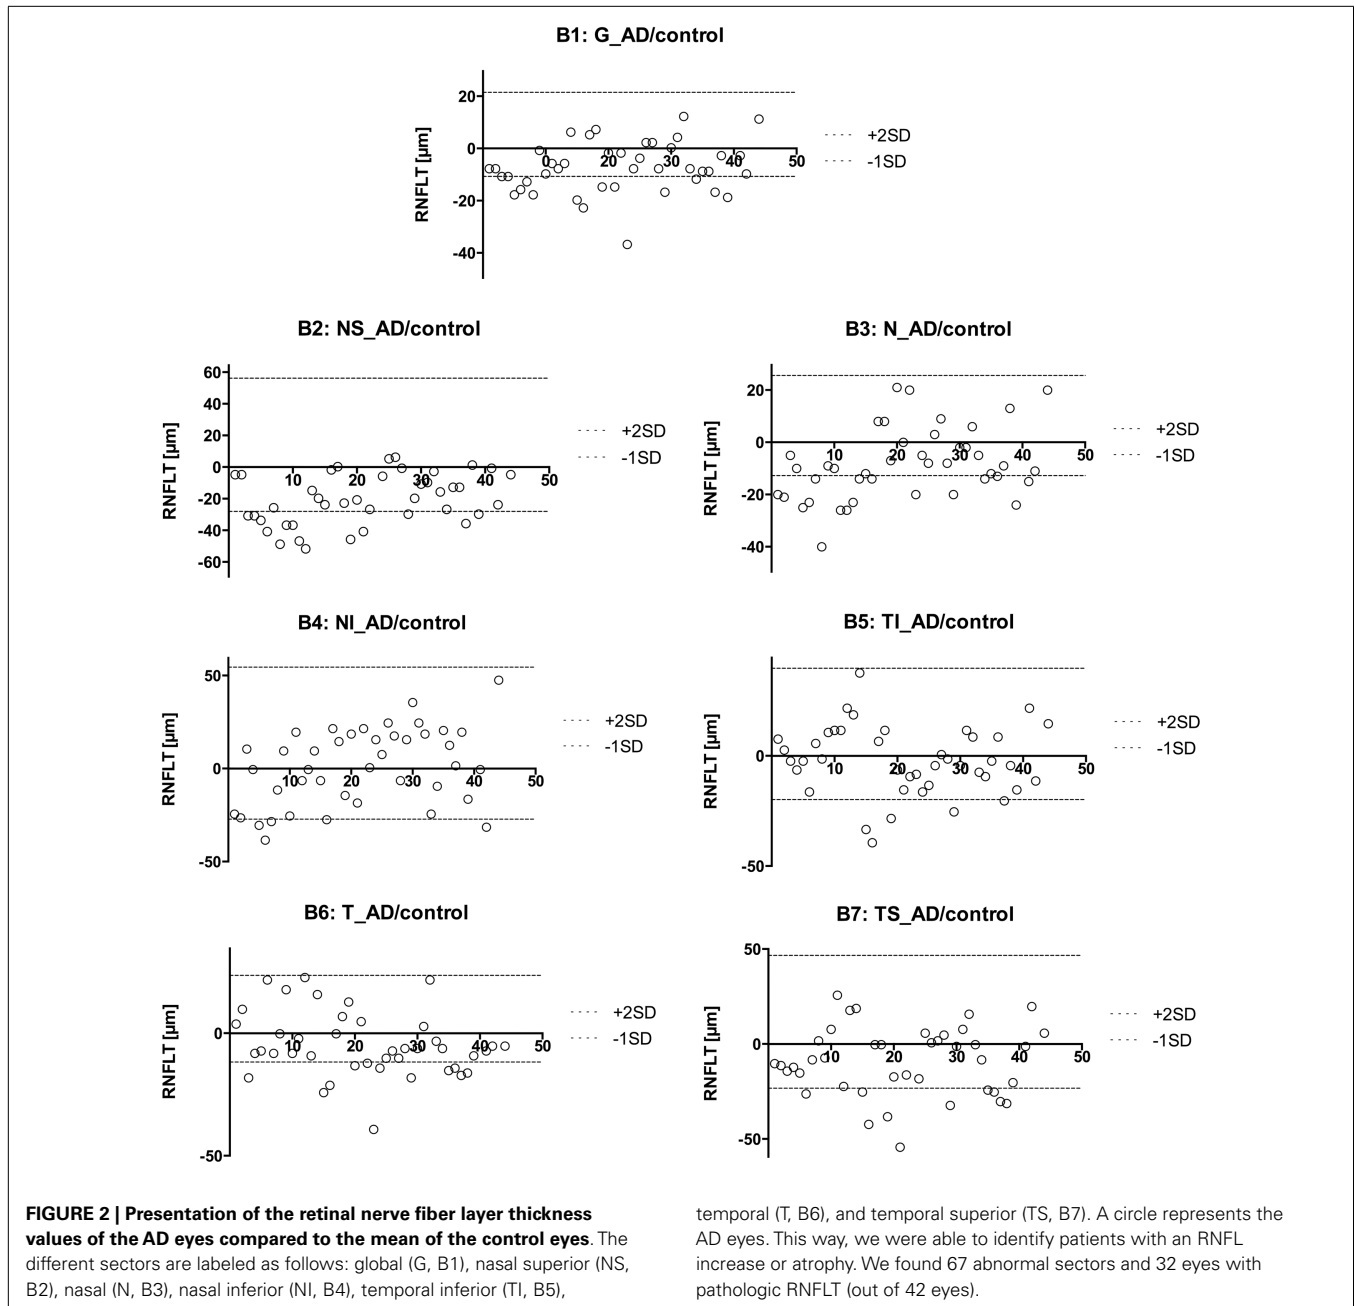 B1: G_AD/control
20
0
-20
-40
0
20
30
40
50
RNFLT [µm]
+2SD
-1SD
B2: NS_AD/control
60
40
20
0
-20
-40
-60
10
20
30
40
50
RNFLT [µm]
+2SD
-1SD
B3: N_AD/control
20
0
-20
-40
10
20
30
40
50
RNFLT [µm]
+2SD
-1SD
B4: NI_AD/control
50
0
-50
10
20
30
40
50
RNFLT [µm]
+2SD
-1SD
B5: TI_AD/control
0
-50
10
20
30
40
50
RNFLT [µm]
+2SD
-1SD
B6: T_AD/control
0
-50
10
20
30
40
50
RNFLT [µm]
+2SD
-1SD
B7: TS_AD/control
50
0
-50
10
20
30
40
50
RNFLT [µm]
+2SD
-1SD
FIGURE 2 | Presentation of the retinal nerve fiber layer thickness
values of the AD eyes compared to the mean of the control eyes. The
different sectors are labeled as follows: global (G, B1), nasal superior (NS,
B2), nasal (N, B3), nasal inferior (NI, B4), temporal inferior (TI, B5),
temporal (T, B6), and temporal superior (TS, B7). A circle represents the
AD eyes. This way, we were able to identify patients with an RNFL
increase or atrophy. We found 67 abnormal sectors and 32 eyes with
pathologic RNFLT (out of 42 eyes).